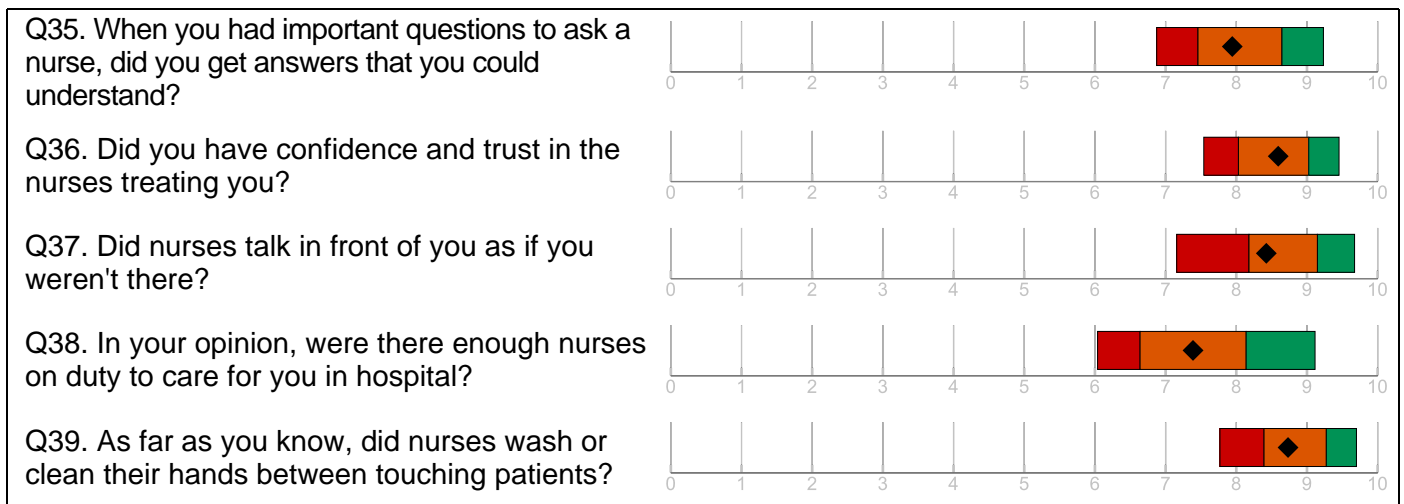 Q35. When you had important questions to ask a
nurse, did you get answers that you could
understand?
0 1 2 3 4 5 6 7 8 9 10
Q36. Did you have confidence and trust in the
nurses treating you?
0 1 2 3 4 5 6 7 8 9 10
Q37. Did nurses talk in front of you as if you
weren't there?
0 1 2 3 4 5 6 7 8 9 10
Q38. In your opinion, were there enough nurses
on duty to care for you in hospital?
0 1 2 3 4 5 6 7 8 9 10
Q39. As far as you know, did nurses wash or
clean their hands between touching patients?
0 1 2 3 4 5 6 7 8 9 10